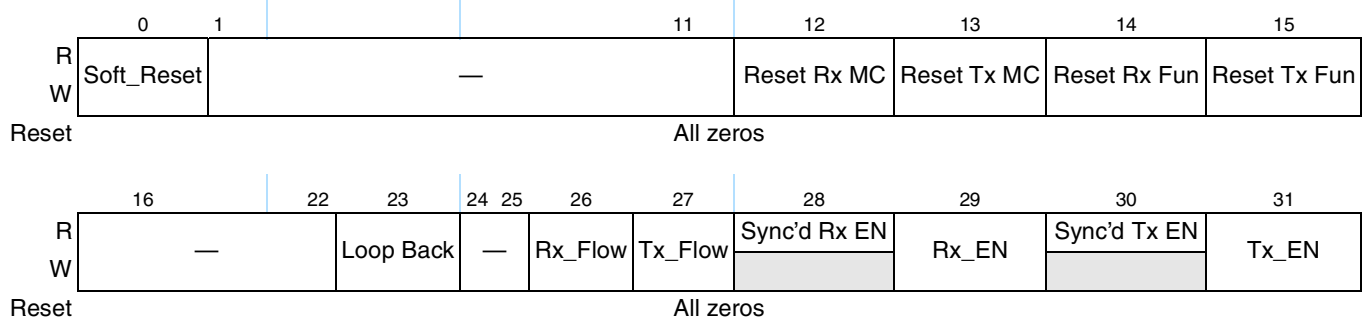 0 1 11 12 13 14 15
R
W
Soft_Reset — Reset Rx MC Reset Tx MC Reset Rx Fun Reset Tx Fun
Reset All zeros
16 22 23 24 25 26 27 28 29 30 31
R
W
— Loop Back — Rx_Flow Tx_Flow Sync'd Rx EN Rx_EN Sync'd Tx EN Tx_EN
Reset All zeros